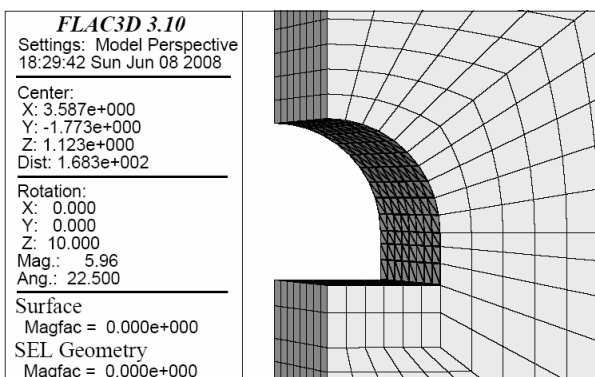 FLAC3D 3.10
Settings: Model Perspective
18:29:42 Sun Jun 08 2008
Center:
X: 3.587e+000
Y: -1.773e+000
Z: 1.123e+000
Dist: 1.683e+002
Rotation:
X: 0.000
Y: 0.000
Z: 10.000
Mag.: 5.96
Ang.: 22.500
Surface
Magfac = 0.000e+000
SEL Geometry
Magfac = 0.000e+000